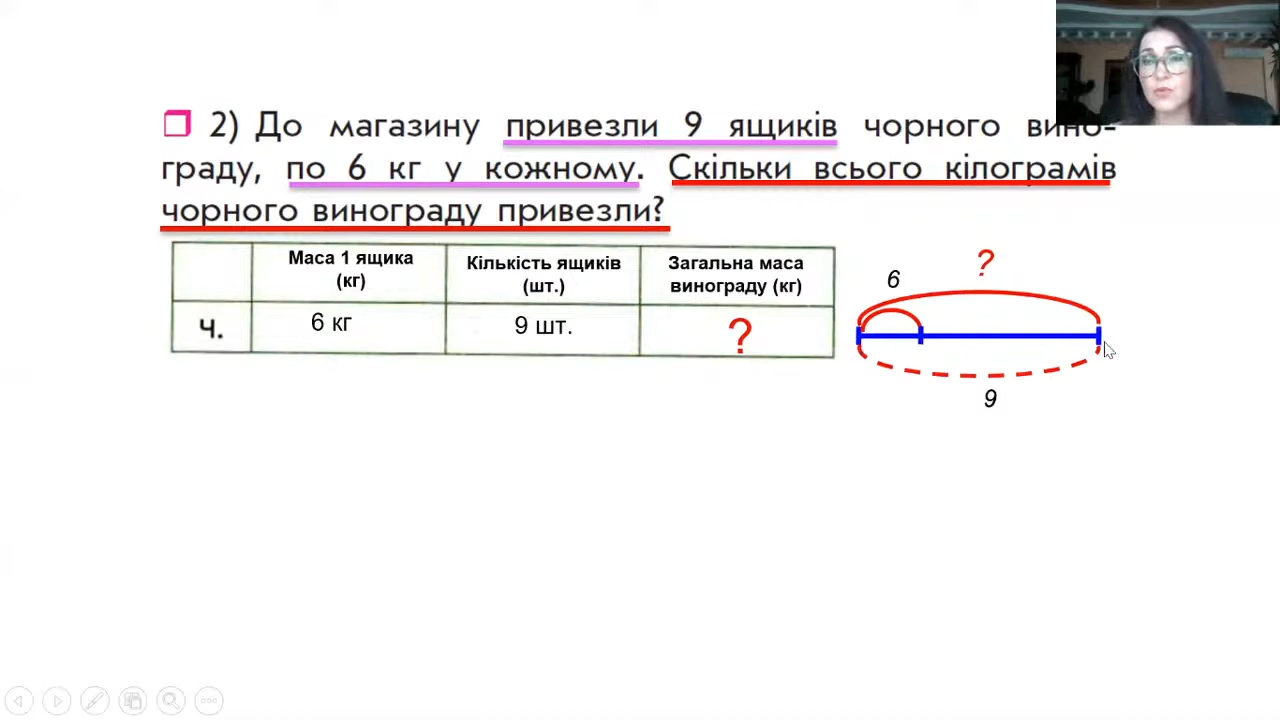 2) До магазину привезли 9 ящиків чорного вино-
граду, по 6 кг у кожному. Скільки всього кілограмів
чорного винограду привезли?
Маса 1 ящика
(кг)
Кількість ящиків
(шт.)
Загальна маса
винограду (кг)
Ч.
6 кг
9 шт.
?
?
6
9